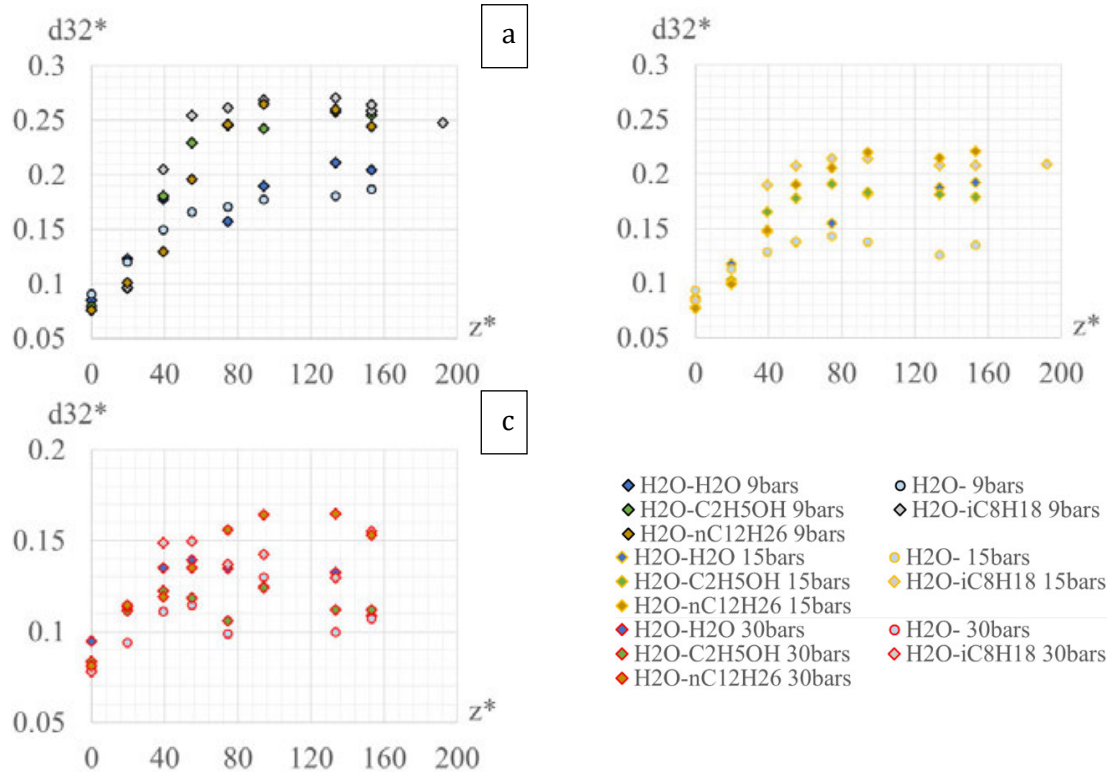 d32*
a
0.3
0.25
0.2
0.15
0.1
0.05
z*
0 40 80 120 160 200
d32*
0.3
0.25
0.2
0.15
0.1
0.05
z*
0 40 80 120 160 200
d32*
c
0.2
0.15
0.1
0.05
z*
0 40 80 120 160 200
H2O-H2O 9bars H2O- 9bars
H2O-C2H5OH 9bars H2O-iC8H18 9bars
H2O-nC12H26 9bars
H2O-H2O 15bars H2O- 15bars
H2O-C2H5OH 15bars H2O-iC8H18 15bars
H2O-nC12H26 15bars
H2O-H2O 30bars H2O- 30bars
H2O-C2H5OH 30bars H2O-iC8H18 30bars
H2O-nC12H26 30bars